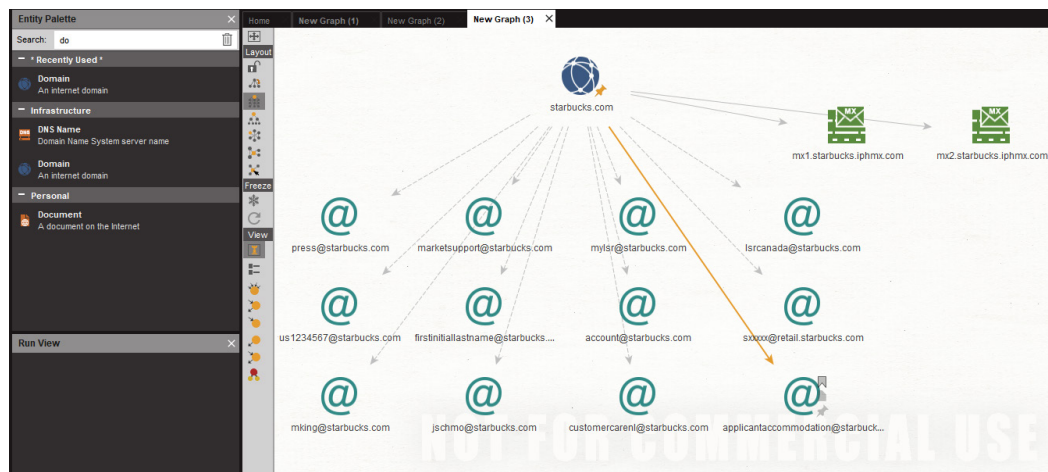 Entity Palette
Search: do
Recently Used *
Domain
An internet domain
Infrastructure
DNS
DNS Name
Domain Name System server name
Domain
An internet domain
Personal
Document
A document on the Internet
Run View
Home
New Graph (1)
New Graph (2)
New Graph (3)
Layout
Freeze
View
starbucks.com
MX
MX
mx1.starbucks.iphmx.com
mx2.starbucks.iphmx.com
@ @ @ @
press@starbucks.com
marketsupport@starbucks.com
mylsr@starbucks.com
lsrcanada@starbucks.com
@ @ @ @
us1234567@starbucks.com
firstinitiallastname@starbucks....
account@starbucks.com
sxxxxx@retail.starbucks.com
@ @ @ @
mking@starbucks.com
jschmo@starbucks.com
customercarenl@starbucks.com
applicantaccommodation@starbuck...
NOT FOR COMMERCIAL USE